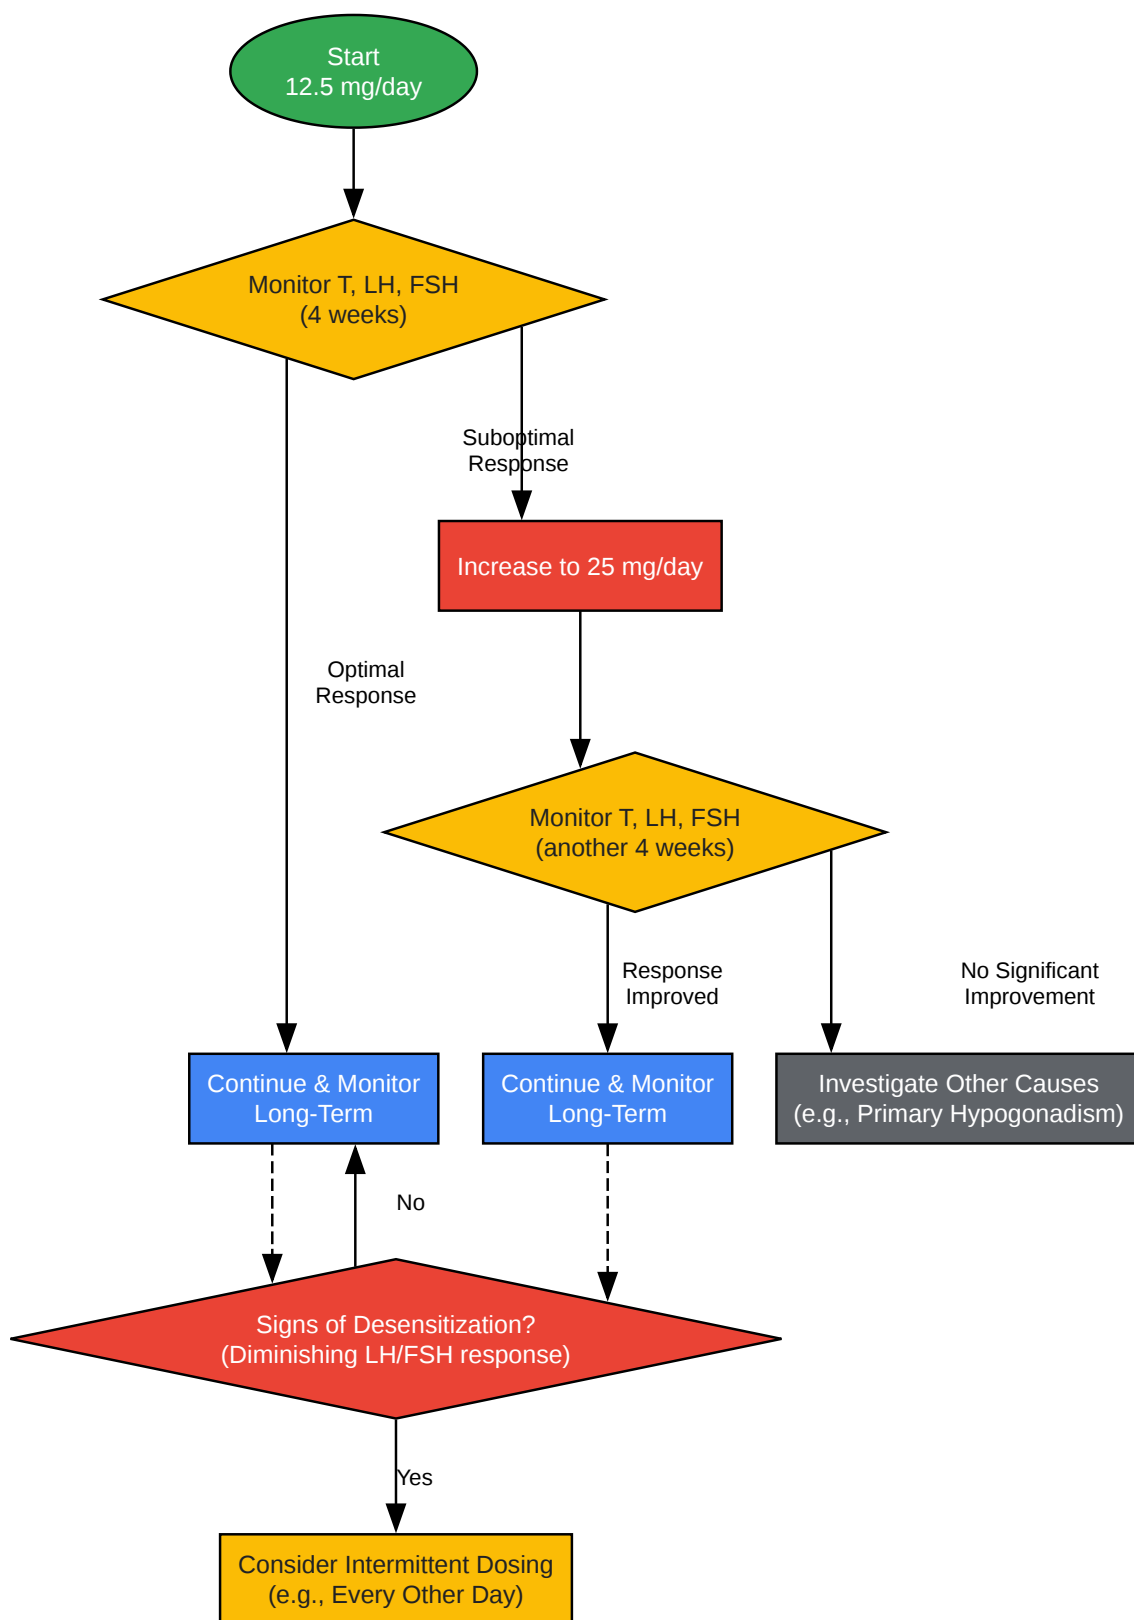 Start
12.5 mg/day
Monitor T, LH, FSH
(4 weeks)
Suboptimal
Response
Increase to 25 mg/day
Optimal
Response
Monitor T, LH, FSH
(another 4 weeks)
Response
Improved
No Significant
Improvement
Continue & Monitor
Long-Term
Continue & Monitor
Long-Term
Investigate Other Causes
(e.g., Primary Hypogonadism)
No
Signs of Desensitization?
(Diminishing LH/FSH response)
Yes
Consider Intermittent Dosing
(e.g., Every Other Day)